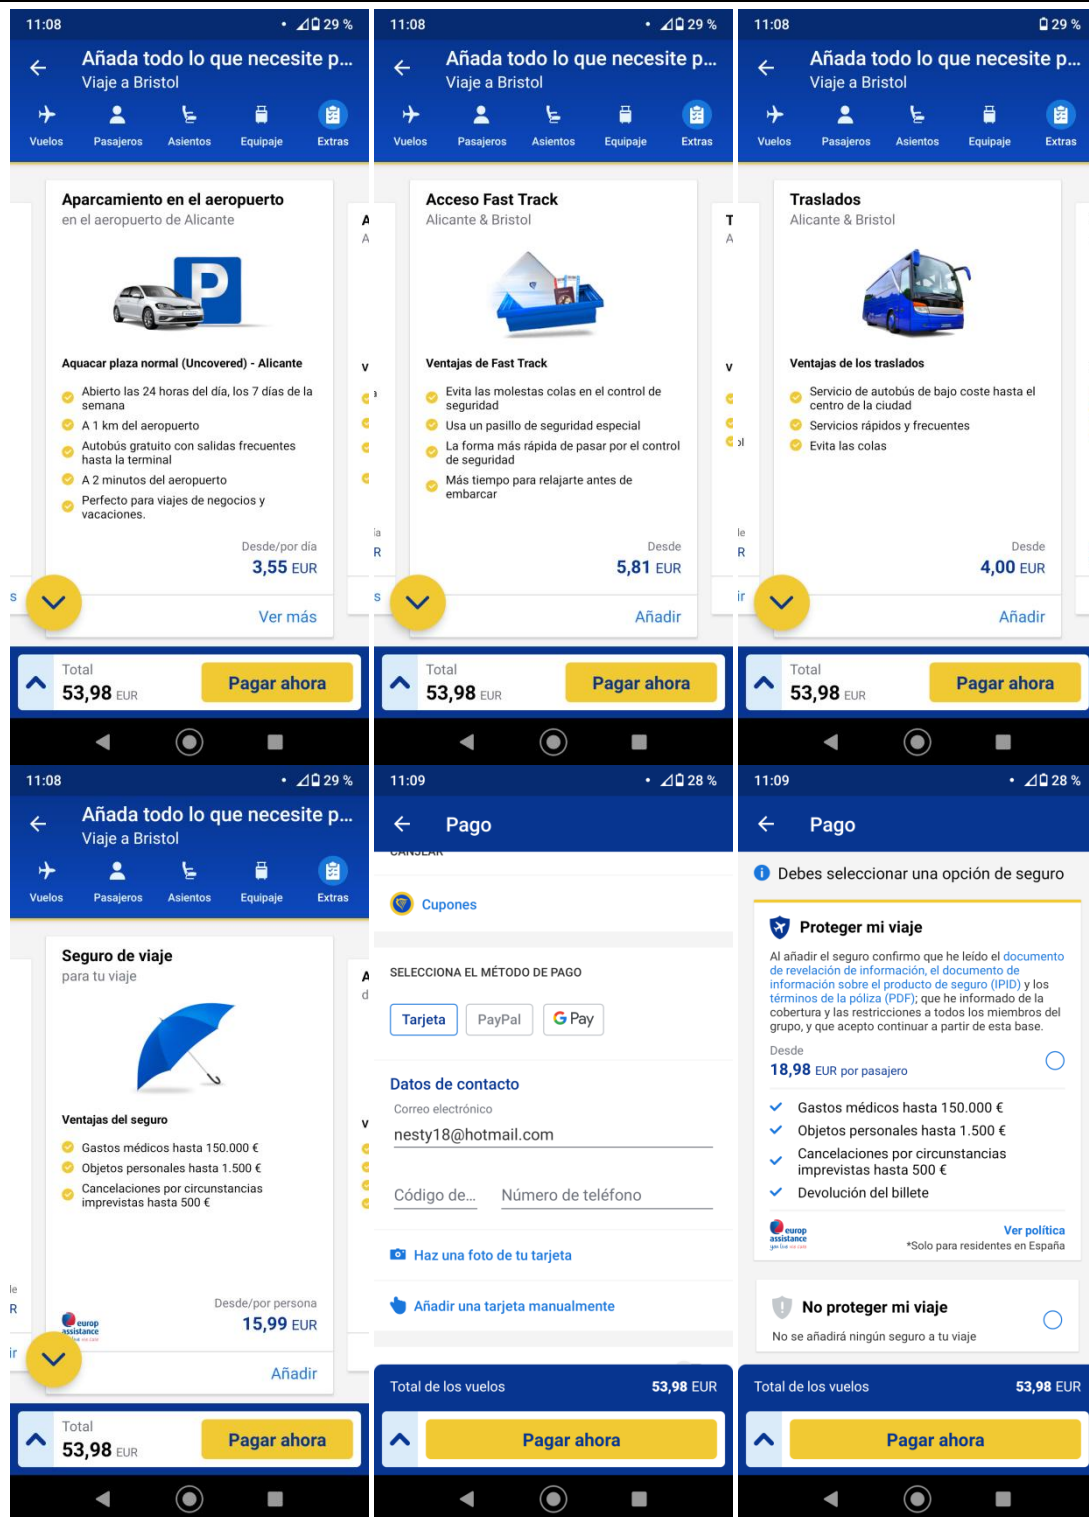 11:08
29 %
Añada todo lo que necesite p...
Viaje a Bristol
Vuelos
Pasajeros
Asientos
Equipaje
Extras
Aparcamiento en el aeropuerto
en el aeropuerto de Alicante
P
Aquacar plaza normal (Uncovered) - Alicante
Abierto las 24 horas del día, los 7 días de la
semana
A 1 km del aeropuerto
Autobús gratuito con salidas frecuentes
hasta la terminal
A 2 minutos del aeropuerto
Perfecto para viajes de negocios y
vacaciones.
Desde/por día
3,55 EUR
Ver más
Total
53,98 EUR
Pagar ahora
11:08
29 %
Añada todo lo que necesite p...
Viaje a Bristol
Vuelos
Pasajeros
Asientos
Equipaje
Extras
Acceso Fast Track
Alicante & Bristol
Ventajas de Fast Track
Evita las molestas colas en el control de
seguridad
Usa un pasillo de seguridad especial
La forma más rápida de pasar por el control
de seguridad
Más tiempo para relajarte antes de
embarcar
Desde
5,81 EUR
Añadir
Total
53,98 EUR
Pagar ahora
11:08
29 %
Añada todo lo que necesite p...
Viaje a Bristol
Vuelos
Pasajeros
Asientos
Equipaje
Extras
Traslados
Alicante & Bristol
Ventajas de los traslados
Servicio de autobús de bajo coste hasta el
centro de la ciudad
Servicios rápidos y frecuentes
Evita las colas
Desde
4,00 EUR
Añadir
Total
53,98 EUR
Pagar ahora
11:08
29 %
Añada todo lo que necesite p...
Viaje a Bristol
Vuelos
Pasajeros
Asientos
Equipaje
Extras
Seguro de viaje
para tu viaje
Ventajas del seguro
Gastos médicos hasta 150.000 €
Objetos personales hasta 1.500 €
Cancelaciones por circunstancias
imprevistas hasta 500 €
Desde/por persona
15,99 EUR
europ
assistance
Añadir
Total
53,98 EUR
Pagar ahora
11:09
28 %
Pago
CANJEAR
Cupones
SELECCIONA EL MÉTODO DE PAGO
Tarjeta
PayPal
G Pay
Datos de contacto
Correo electrónico
nesty18@hotmail.com
Código de...
Número de teléfono
Haz una foto de tu tarjeta
Añadir una tarjeta manualmente
Total de los vuelos
53,98 EUR
Pagar ahora
11:09
28 %
Pago
Debes seleccionar una opción de seguro
Proteger mi viaje
Al añadir el seguro confirmo que he leído el documento
de revelación de información, el documento de
información sobre el producto de seguro (IPID) y los
términos de la póliza (PDF); que he informado de la
cobertura y las restricciones a todos los miembros del
grupo, y que acepto continuar a partir de esta base.
Desde
18,98 EUR por pasajero
Gastos médicos hasta 150.000 €
Objetos personales hasta 1.500 €
Cancelaciones por circunstancias
imprevistas hasta 500 €
Devolución del billete
europ
assistance
you live we care
Ver política
*Solo para residentes en España
No proteger mi viaje
No se añadirá ningún seguro a tu viaje
Total de los vuelos
53,98 EUR
Pagar ahora